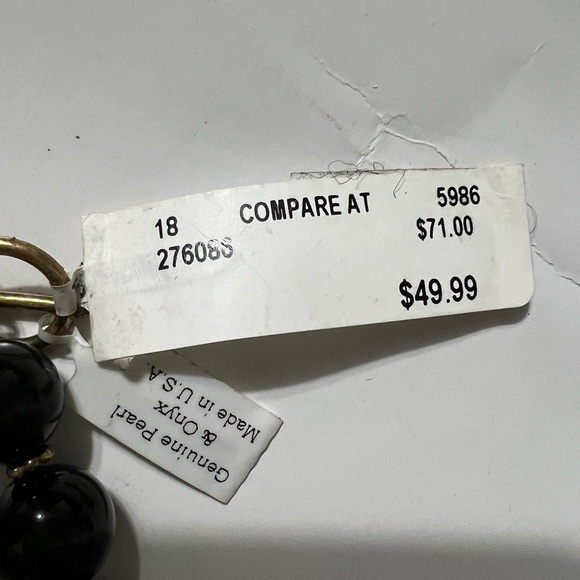 18 COMPARE AT 5986
276086 $71.00
$49.99
Genuine Pearl
& Onyx
Made in U.S.A.